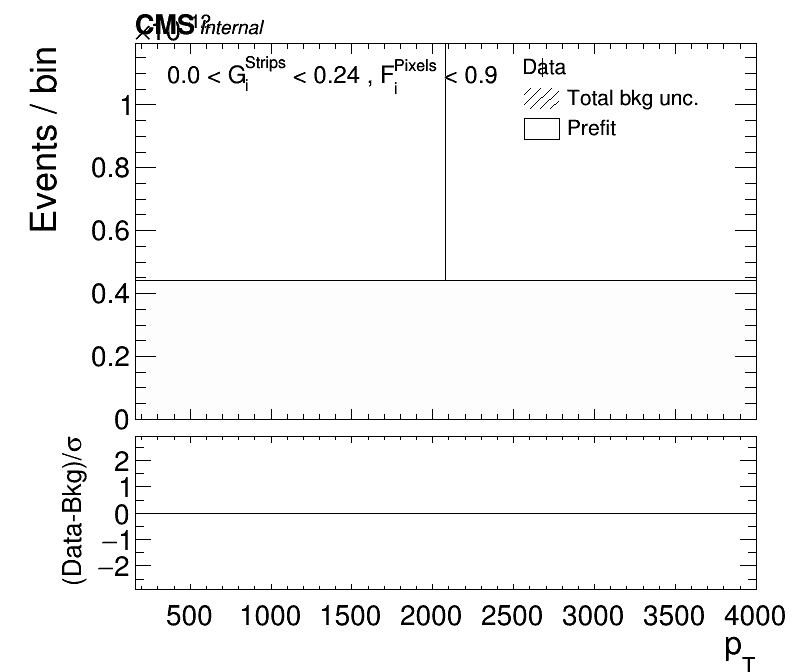 CMS Internal
×10 12
0.0 < G_i^Strips < 0.24 , F_i^Pixels < 0.9
Data
Total bkg unc.
Prefit
Events / bin
1
0.8
0.6
0.4
0.2
0
(Data-Bkg)/σ
2
1
0
−1
−2
500 1000 1500 2000 2500 3000 3500 4000
p_T